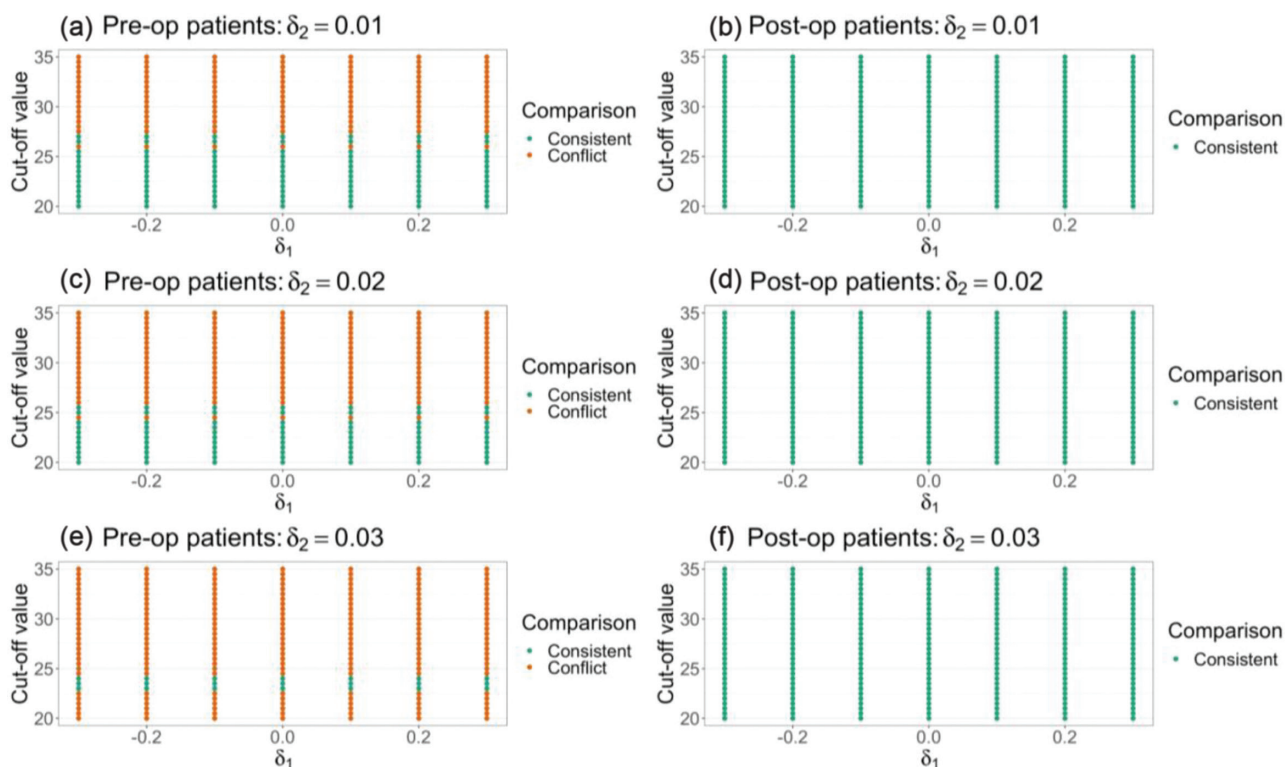 (a) Pre-op patients: δ2 = 0.01
Cut-off value
35
30
25
20
-0.2 0.0 0.2
δ1
Comparison
Consistent
Conflict
(b) Post-op patients: δ2 = 0.01
Cut-off value
35
30
25
20
-0.2 0.0 0.2
δ1
Comparison
Consistent
(c) Pre-op patients: δ2 = 0.02
Cut-off value
35
30
25
20
-0.2 0.0 0.2
δ1
Comparison
Consistent
Conflict
(d) Post-op patients: δ2 = 0.02
Cut-off value
35
30
25
20
-0.2 0.0 0.2
δ1
Comparison
Consistent
(e) Pre-op patients: δ2 = 0.03
Cut-off value
35
30
25
20
-0.2 0.0 0.2
δ1
Comparison
Consistent
Conflict
(f) Post-op patients: δ2 = 0.03
Cut-off value
35
30
25
20
-0.2 0.0 0.2
δ1
Comparison
Consistent